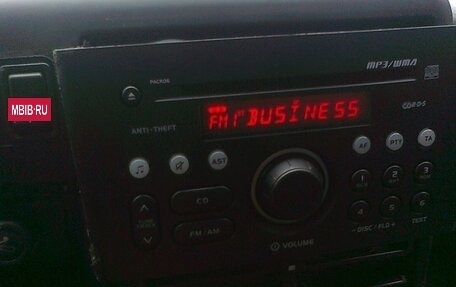 MP3/WMA
PACR06
MBIB.RU
FM1 BUSINESS
RDS
ANTI-THEFT
AF PTY TA
AST
1 2 3
CD
4 5 6
FM/AM
DISC / FLD + TEXT
VOLUME